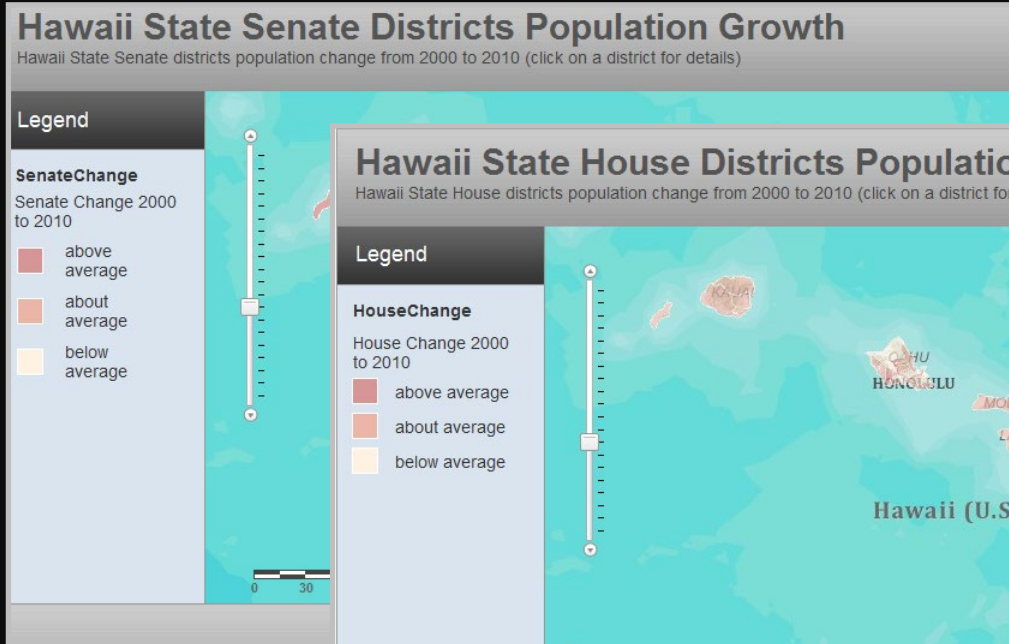 Hawaii State Senate Districts Population Growth
Hawaii State Senate districts population change from 2000 to 2010 (click on a district for details)
Legend
SenateChange
Senate Change 2000
to 2010
above
average
about
average
below
average
0 30
Hawaii State House Districts Populatio
Hawaii State House districts population change from 2000 to 2010 (click on a district fo
Legend
HouseChange
House Change 2000
to 2010
above average
about average
below average
KAUAI
OAHU
HONOLULU
MO
L
Hawaii (U.S